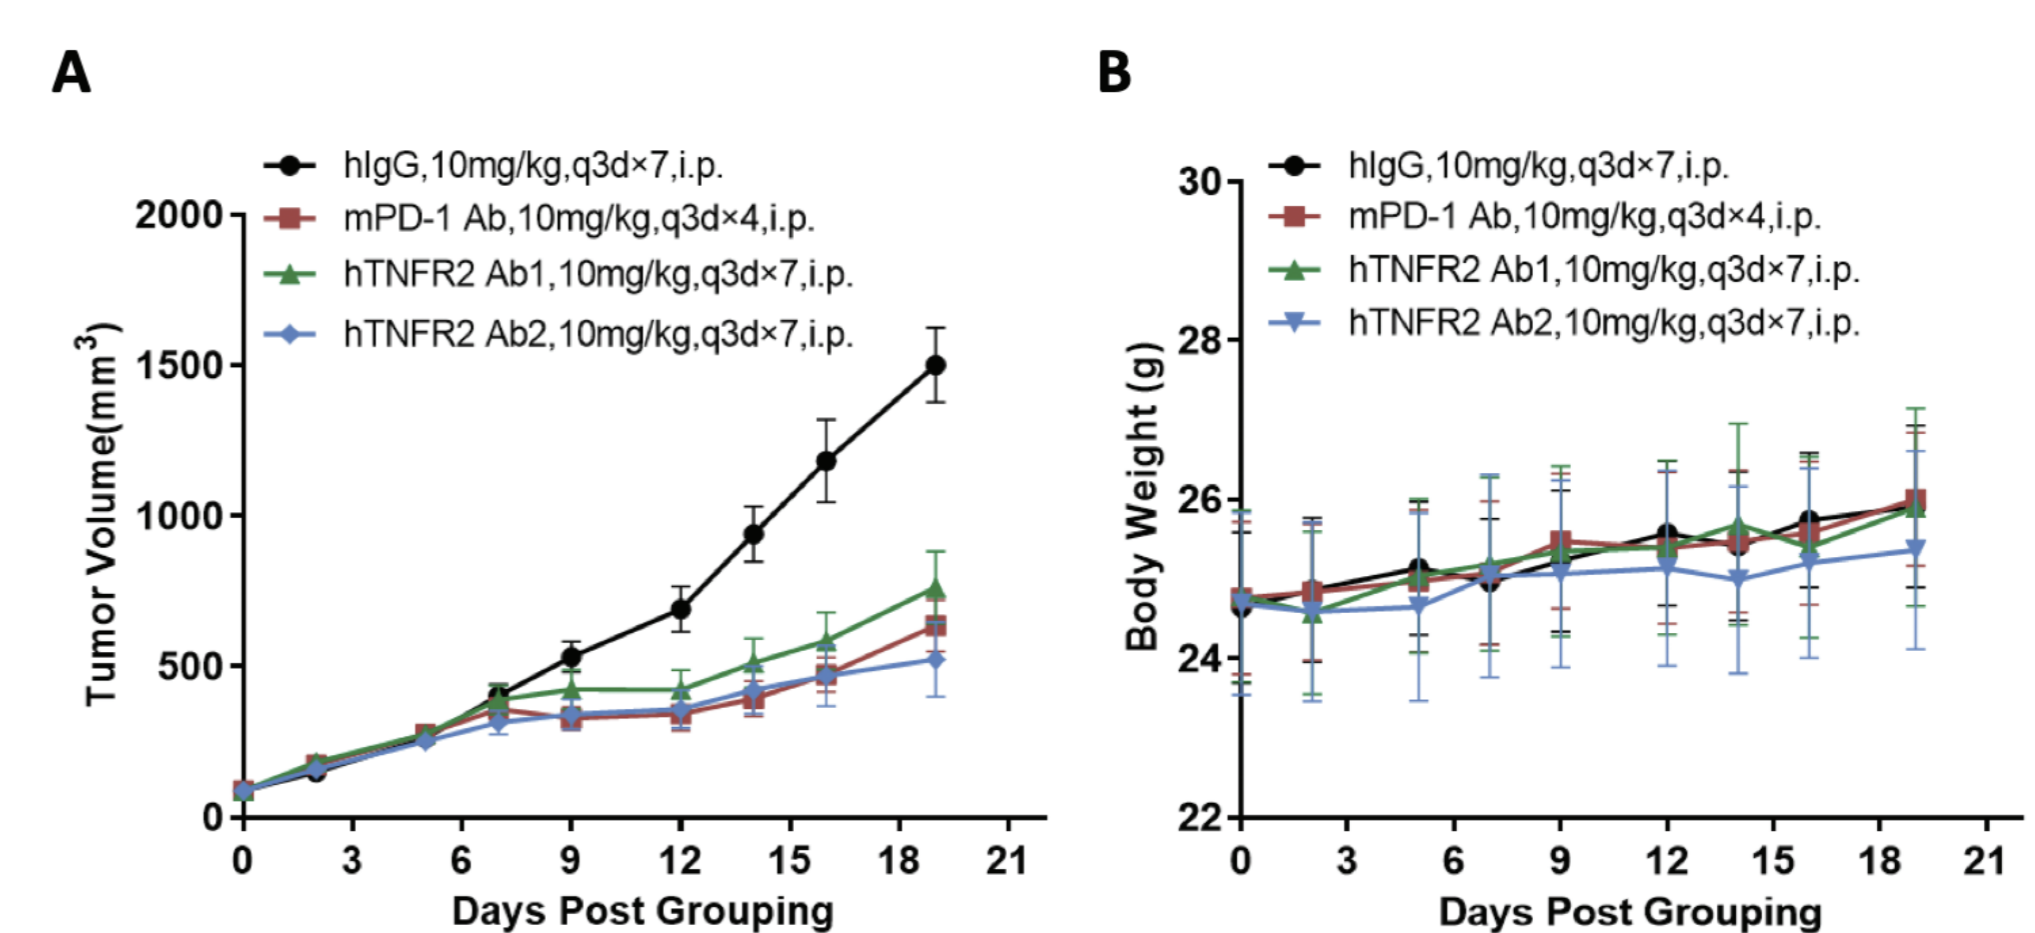 A
hIgG,10mg/kg,q3d×7,i.p.
mPD-1 Ab,10mg/kg,q3d×4,i.p.
hTNFR2 Ab1,10mg/kg,q3d×7,i.p.
hTNFR2 Ab2,10mg/kg,q3d×7,i.p.
Tumor Volume(mm³)
2000
1500
1000
500
0
0 3 6 9 12 15 18 21
Days Post Grouping
B
hIgG,10mg/kg,q3d×7,i.p.
mPD-1 Ab,10mg/kg,q3d×4,i.p.
hTNFR2 Ab1,10mg/kg,q3d×7,i.p.
hTNFR2 Ab2,10mg/kg,q3d×7,i.p.
Body Weight (g)
30
28
26
24
22
0 3 6 9 12 15 18 21
Days Post Grouping